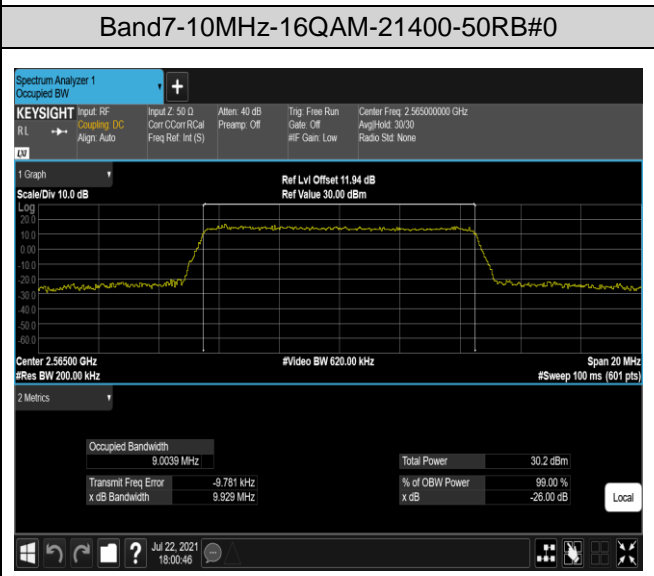 Band7-10MHz-16QAM-21400-50RB#0
Spectrum Analyzer 1
Occupied BW
+
KEYSIGHT Input: RF Input Z: 50 Ω Atten: 40 dB Trig: Free Run Center Freq: 2.565000000 GHz
RL Coupling: DC Corr CCorr RCal Preamp: Off Gate: Off Avg|Hold: 30/30
Align: Auto Freq Ref: Int (S) #IF Gain: Low Radio Std: None
LXI
1 Graph Ref Lvl Offset 11.94 dB
Scale/Div 10.0 dB Ref Value 30.00 dBm
Log
20.0
10.0
0.00
-10.0
-20.0
-30.0
-40.0
-50.0
-60.0
Center 2.56500 GHz #Video BW 620.00 kHz Span 20 MHz
#Res BW 200.00 kHz #Sweep 100 ms (601 pts)
2 Metrics
Occupied Bandwidth
9.0039 MHz Total Power 30.2 dBm
Transmit Freq Error -9.781 kHz % of OBW Power 99.00 %
x dB Bandwidth 9.929 MHz x dB -26.00 dB
Local
? Jul 22, 2021
18:00:46